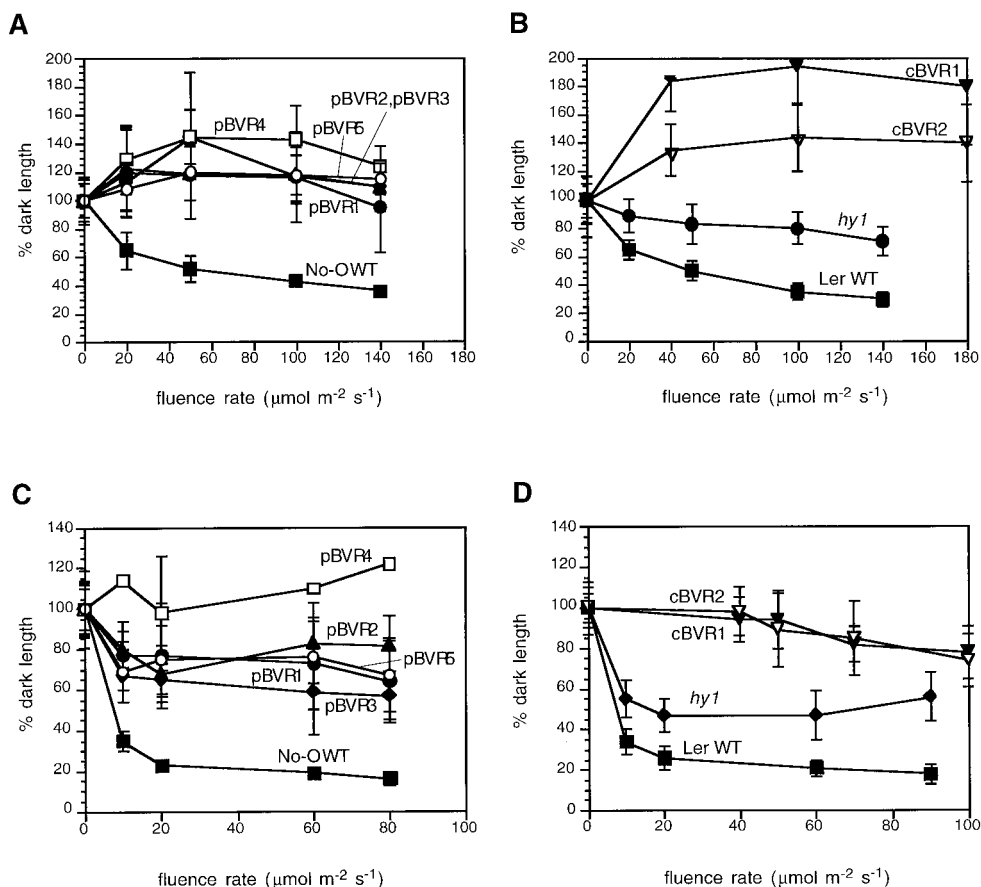 A
200
180
160
140
120
100
80
60
40
20
0
% dark length
pBVR4
pBVR5
pBVR2,pBVR3
pBVR1
No-OWT
0 20 40 60 80 100 120 140 160 180
fluence rate (µmol m-2 s-1)
B
200
180
160
140
120
100
80
60
40
20
0
% dark length
cBVR1
cBVR2
hy1
Ler WT
0 20 40 60 80 100 120 140 160 180
fluence rate (µmol m-2 s-1)
C
140
120
100
80
60
40
20
0
% dark length
pBVR4
pBVR2
pBVR5
pBVR1
pBVR3
No-OWT
0 20 40 60 80 100
fluence rate (µmol m-2 s-1)
D
140
120
100
80
60
40
20
0
% dark length
cBVR2
cBVR1
hy1
Ler WT
0 20 40 60 80 100
fluence rate (µmol m-2 s-1)